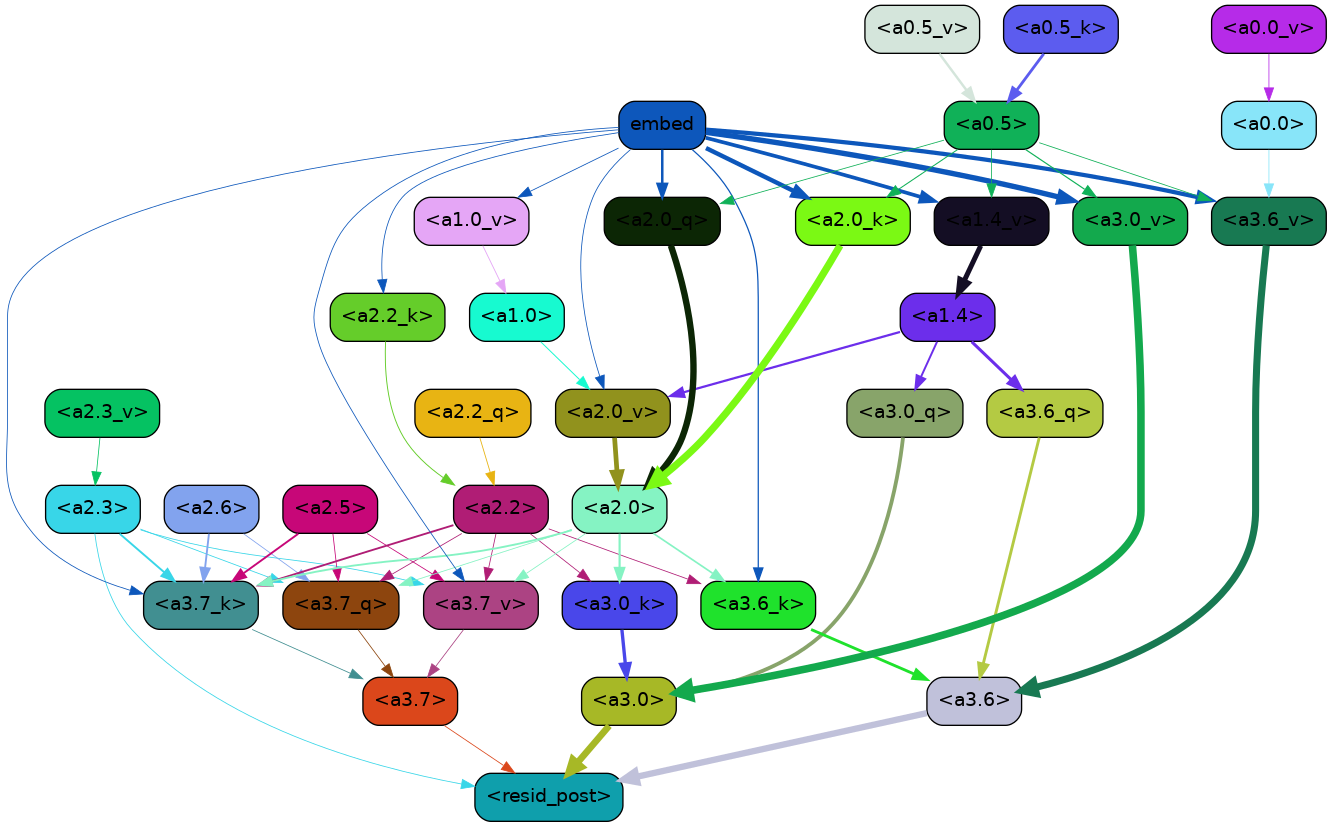 <a0.5_v> <a0.5_k> <a0.0_v>
embed <a0.5> <a0.0>
<a1.0_v> <a2.0_q> <a2.0_k> <a1.4_v> <a3.0_v> <a3.6_v>
<a2.2_k> <a1.0> <a1.4>
<a2.3_v> <a2.2_q> <a2.0_v> <a3.0_q> <a3.6_q>
<a2.3> <a2.6> <a2.5> <a2.2> <a2.0>
<a3.7_k> <a3.7_q> <a3.7_v> <a3.0_k> <a3.6_k>
<a3.7> <a3.0> <a3.6>
<resid_post>